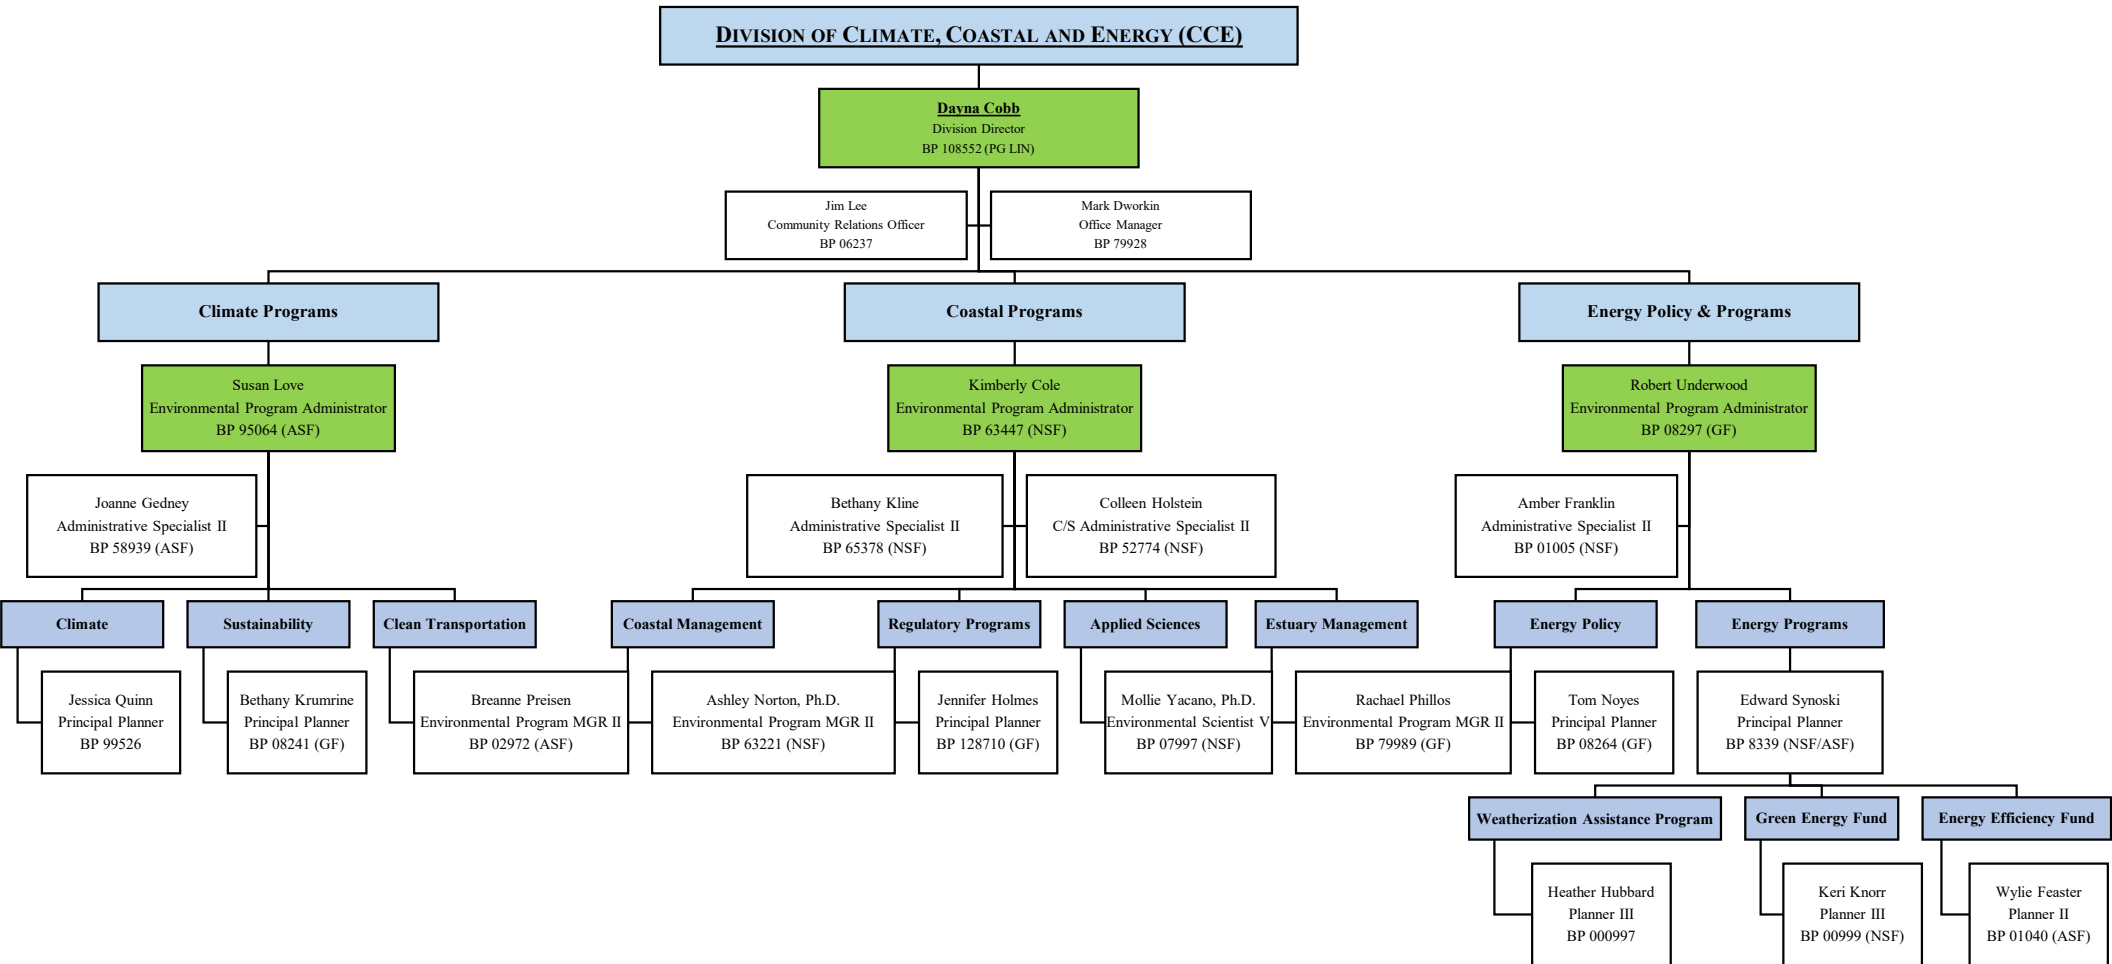 DIVISION OF CLIMATE, COASTAL AND ENERGY (CCE)
Dayna Cobb
Division Director
BP 108552 (PG LIN)
Jim Lee
Community Relations Officer
BP 06237
Mark Dworkin
Office Manager
BP 79928
Climate Programs
Coastal Programs
Energy Policy & Programs
Susan Love
Environmental Program Administrator
BP 95064 (ASF)
Kimberly Cole
Environmental Program Administrator
BP 63447 (NSF)
Robert Underwood
Environmental Program Administrator
BP 08297 (GF)
Joanne Gedney
Administrative Specialist II
BP 58939 (ASF)
Bethany Kline
Administrative Specialist II
BP 65378 (NSF)
Colleen Holstein
C/S Administrative Specialist II
BP 52774 (NSF)
Amber Franklin
Administrative Specialist II
BP 01005 (NSF)
Climate
Sustainability
Clean Transportation
Coastal Management
Regulatory Programs
Applied Sciences
Estuary Management
Energy Policy
Energy Programs
Jessica Quinn
Principal Planner
BP 99526
Bethany Krumrine
Principal Planner
BP 08241 (GF)
Breanne Preisen
Environmental Program MGR II
BP 02972 (ASF)
Ashley Norton, Ph.D.
Environmental Program MGR II
BP 63221 (NSF)
Jennifer Holmes
Principal Planner
BP 128710 (GF)
Mollie Yacano, Ph.D.
Environmental Scientist V
BP 07997 (NSF)
Rachael Phillos
Environmental Program MGR II
BP 79989 (GF)
Tom Noyes
Principal Planner
BP 08264 (GF)
Edward Synoski
Principal Planner
BP 8339 (NSF/ASF)
Weatherization Assistance Program
Green Energy Fund
Energy Efficiency Fund
Heather Hubbard
Planner III
BP 000997
Keri Knorr
Planner III
BP 00999 (NSF)
Wylie Feaster
Planner II
BP 01040 (ASF)